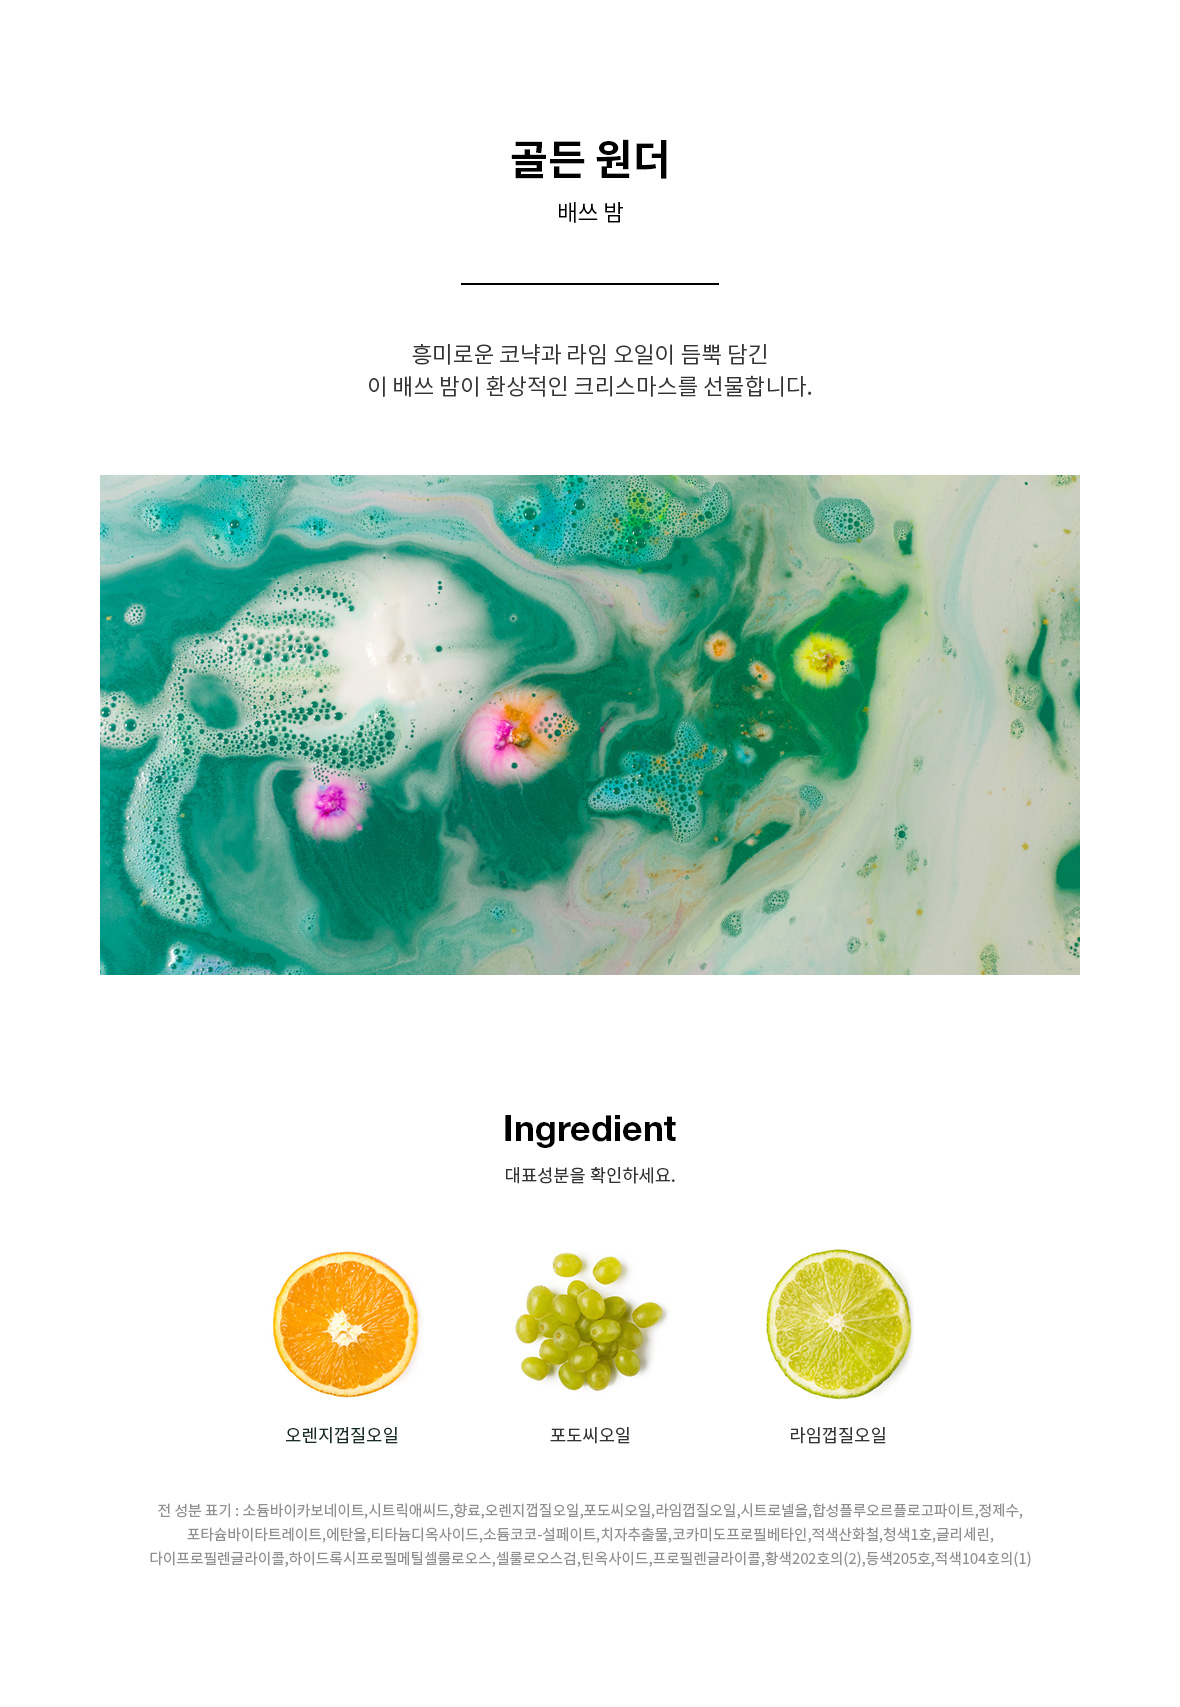 골든 원더
배쓰 밤
흥미로운 코냑과 라임 오일이 듬뿍 담긴
이 배쓰 밤이 환상적인 크리스마스를 선물합니다.
Ingredient
대표성분을 확인하세요.
오렌지껍질오일
포도씨오일
라임껍질오일
전 성분 표기 : 소듐바이카보네이트,시트릭애씨드,향료,오렌지껍질오일,포도씨오일,라임껍질오일,시트로넬올,합성플루오르플로고파이트,정제수,
포타슘바이타트레이트,에탄올,티타늄디옥사이드,소듐코코-설페이트,치자추출물,코카미도프로필베타인,적색산화철,청색1호,글리세린,
다이프로필렌글라이콜,하이드록시프로필메틸셀룰로오스,셀룰로오스검,틴옥사이드,프로필렌글라이콜,황색202호의(2),등색205호,적색104호의(1)